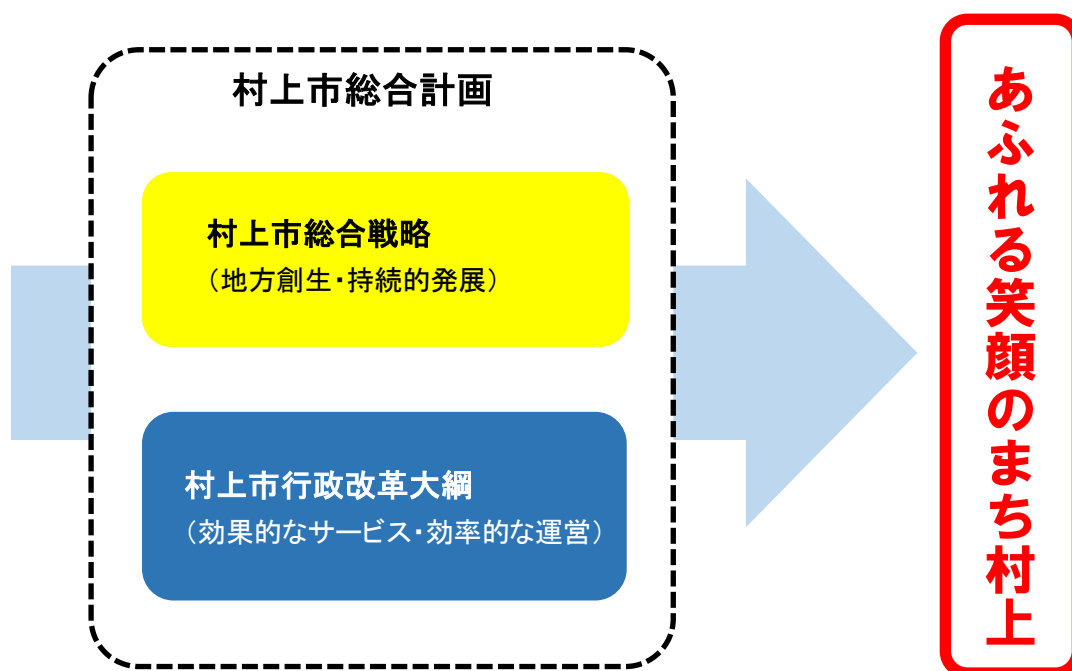 村上市総合計画
村上市総合戦略
（地方創生・持続的発展）
村上市行政改革大綱
（効果的なサービス・効率的な運営）
あふれる笑顔のまち村上